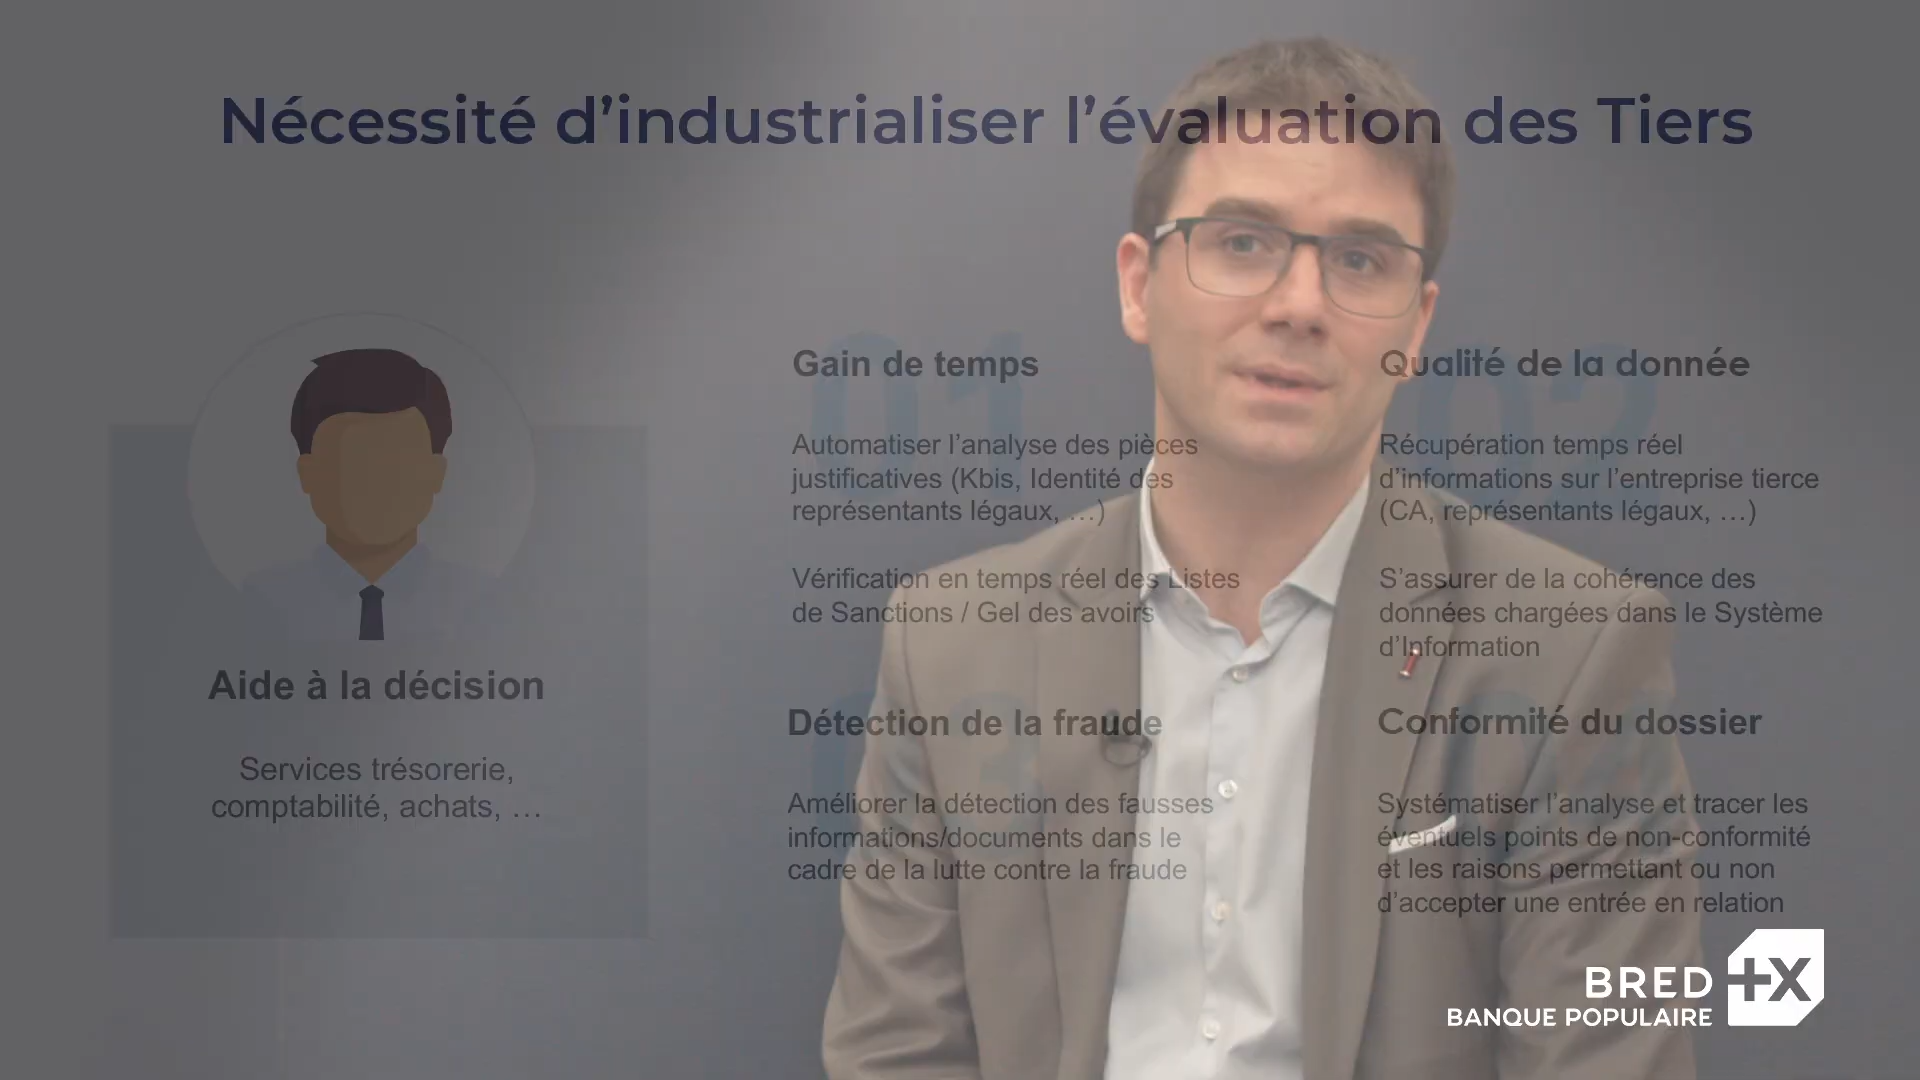 Nécessité d’industrialiser l’évaluation des Tiers
Aide à la décision
Services trésorerie,
comptabilité, achats, …
01
Gain de temps
Automatiser l’analyse des pièces
justificatives (Kbis, Identité des
représentants légaux, …)
Vérification en temps réel des Listes
de Sanctions / Gel des avoirs
02
Qualité de la donnée
Récupération temps réel
d’informations sur l’entreprise tierce
(CA, représentants légaux, …)
S’assurer de la cohérence des
données chargées dans le Système
d’Information
03
Détection de la fraude
Améliorer la détection des fausses
informations/documents dans le
cadre de la lutte contre la fraude
04
Conformité du dossier
Systématiser l’analyse et tracer les
éventuels points de non-conformité
et les raisons permettant ou non
d’accepter une entrée en relation
BRED
BANQUE POPULAIRE
+X